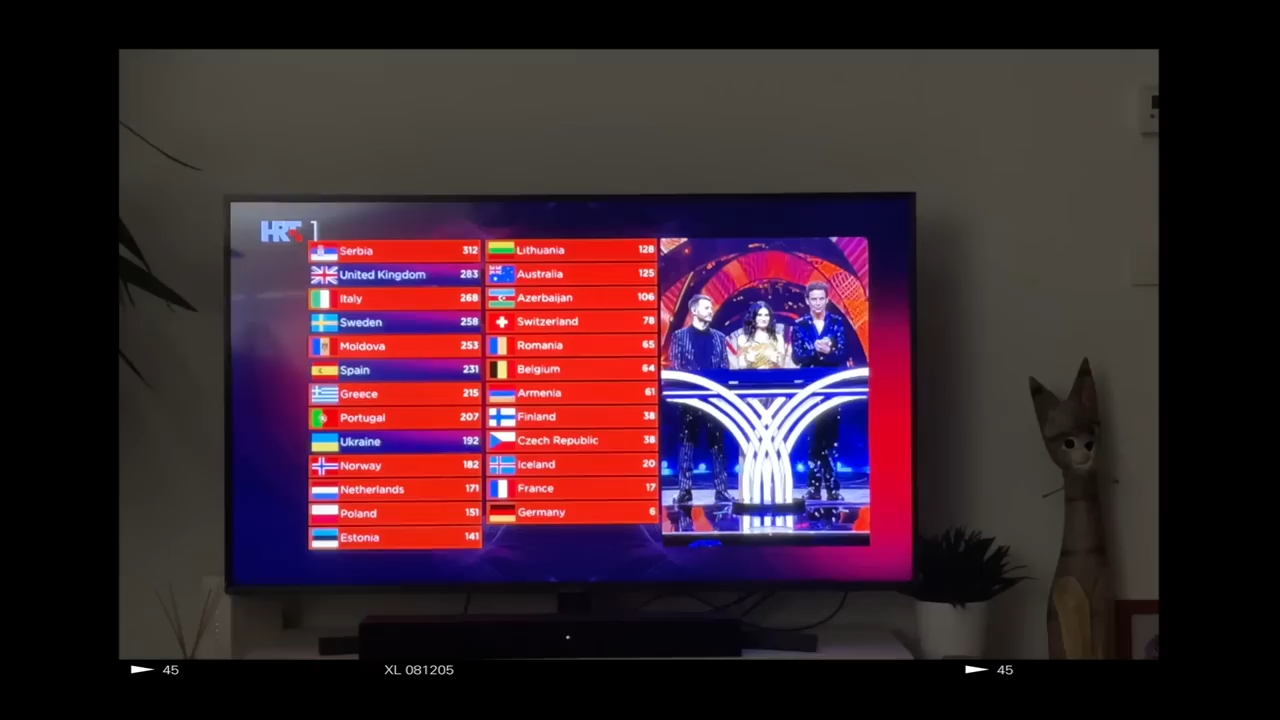 HRT 1
Serbia 312
United Kingdom 283
Italy 268
Sweden 258
Moldova 253
Spain 231
Greece 215
Portugal 207
Ukraine 192
Norway 182
Netherlands 171
Poland 151
Estonia 141
Lithuania 128
Australia 125
Azerbaijan 106
Switzerland 78
Romania 65
Belgium 64
Armenia 61
Finland 38
Czech Republic 38
Iceland 20
France 17
Germany 6
45 XL 081205 45